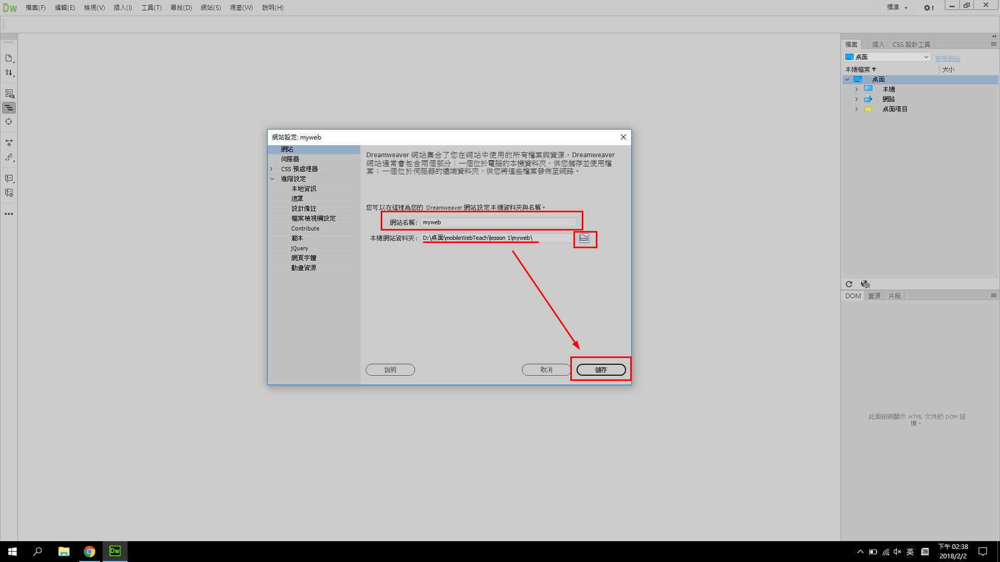 Dw 檔案(F) 編輯(E) 檢視(V) 插入(I) 工具(T) 尋找(D) 網站(S) 視窗(W) 說明(H) 標準 !
檔案 插入 CSS 設計工具
桌面 管理網站
本機檔案 大小
桌面
本機
網路
桌面項目
網站設定: myweb
網站
伺服器
CSS 預處理器
進階設定
本地資訊
遮罩
設計備註
檔案檢視欄設定
Contribute
範本
jQuery
網頁字體
動畫資源
Dreamweaver 網站集合了您在網站中使用的所有檔案與資源，Dreamweaver
網站通常會包含兩個部分：一個位於電腦的本機資料夾，供您儲存並使用檔
案；一個位於伺服器的遠端資料夾，供您將這些檔案發佈至網路。
您可以在這裡為您的 Dreamweaver 網站設定本機資料夾與名稱。
網站名稱: myweb
本機網站資料夾: D:\桌面\mobileWebTeach\lesson 1\myweb\
說明 取消 儲存
DOM 資源 片段
此面板將顯示 HTML 文件的 DOM 結
構。
Dw 英 下午 02:38
2018/2/2